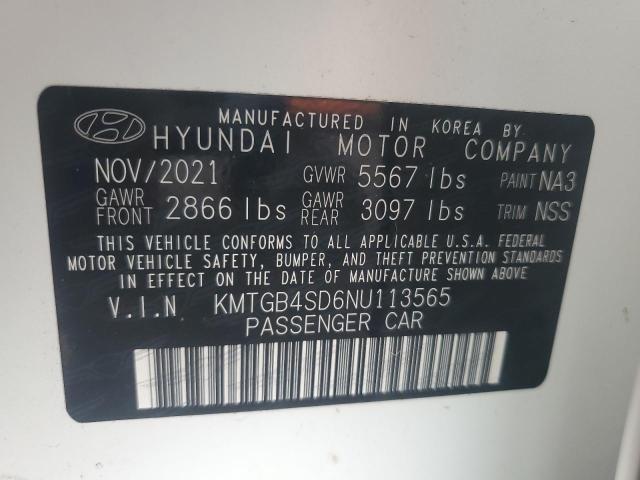 MANUFACTURED IN KOREA BY
HYUNDAI MOTOR COMPANY
NOV/2021 GVWR 5567 lbs PAINT NA3
GAWR FRONT 2866 lbs GAWR REAR 3097 lbs TRIM NSS
THIS VEHICLE CONFORMS TO ALL APPLICABLE U.S.A. FEDERAL
MOTOR VEHICLE SAFETY, BUMPER, AND THEFT PREVENTION STANDARDS
IN EFFECT ON THE DATE OF MANUFACTURE SHOWN ABOVE
V.I.N KMTGB4SD6NU113565
PASSENGER CAR